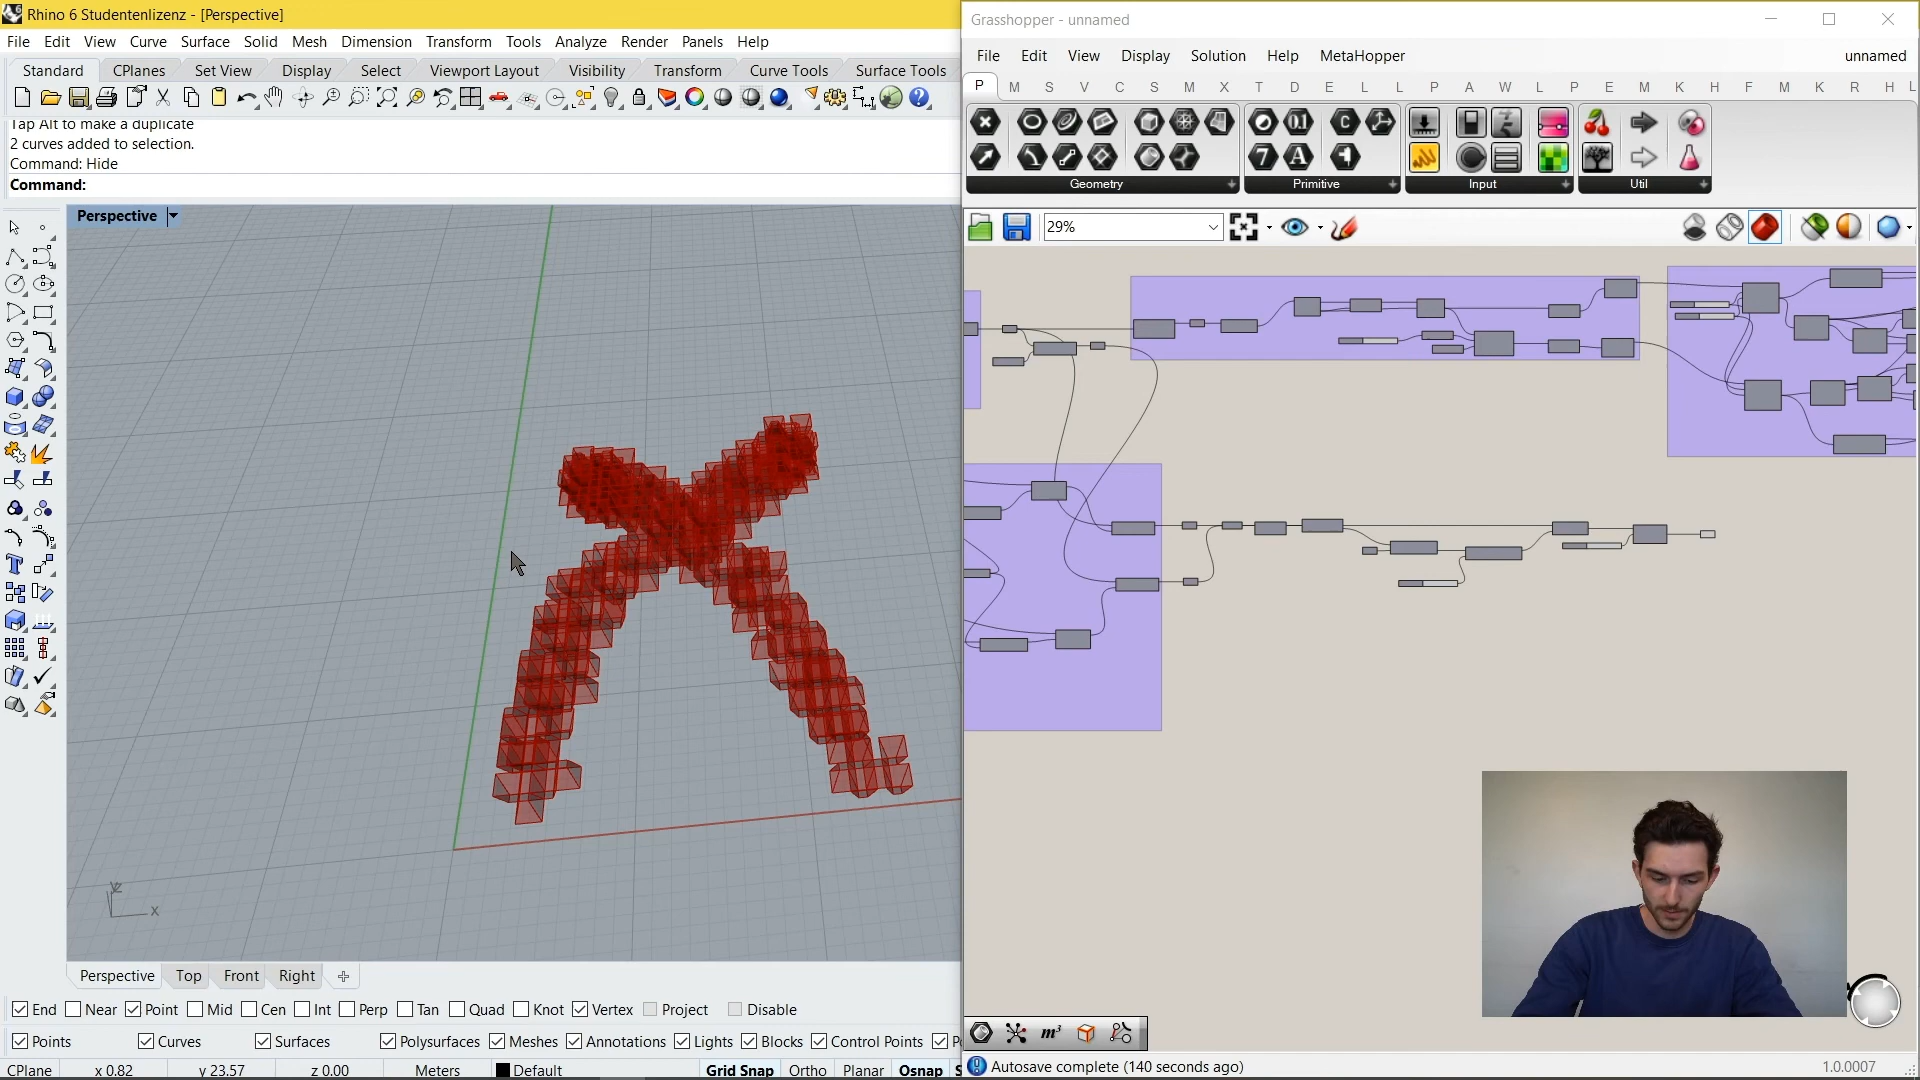 Rhino 6 Studentenlizenz - [Perspective]
File Edit View Curve Surface Solid Mesh Dimension Transform Tools Analyze Render Panels Help
Standard CPlanes Set View Display Select Viewport Layout Visibility Transform Curve Tools Surface Tools
Tap Alt to make a duplicate
2 curves added to selection.
Command: Hide
Command:
Perspective
y
x
Perspective Top Front Right
End Near Point Mid Cen Int Perp Tan Quad Knot Vertex Project Disable
Points Curves Surfaces Polysurfaces Meshes Annotations Lights Blocks Control Points
CPlane x 0.82 y 23.57 z 0.00 Meters Default Grid Snap Ortho Planar Osnap S
Grasshopper - unnamed
File Edit View Display Solution Help MetaHopper unnamed
P M S V C S M X T D E L L P A W L P E M K H F M K R H L
Geometry Primitive Input Util
29%
m³
Autosave complete (140 seconds ago) 1.0.0007